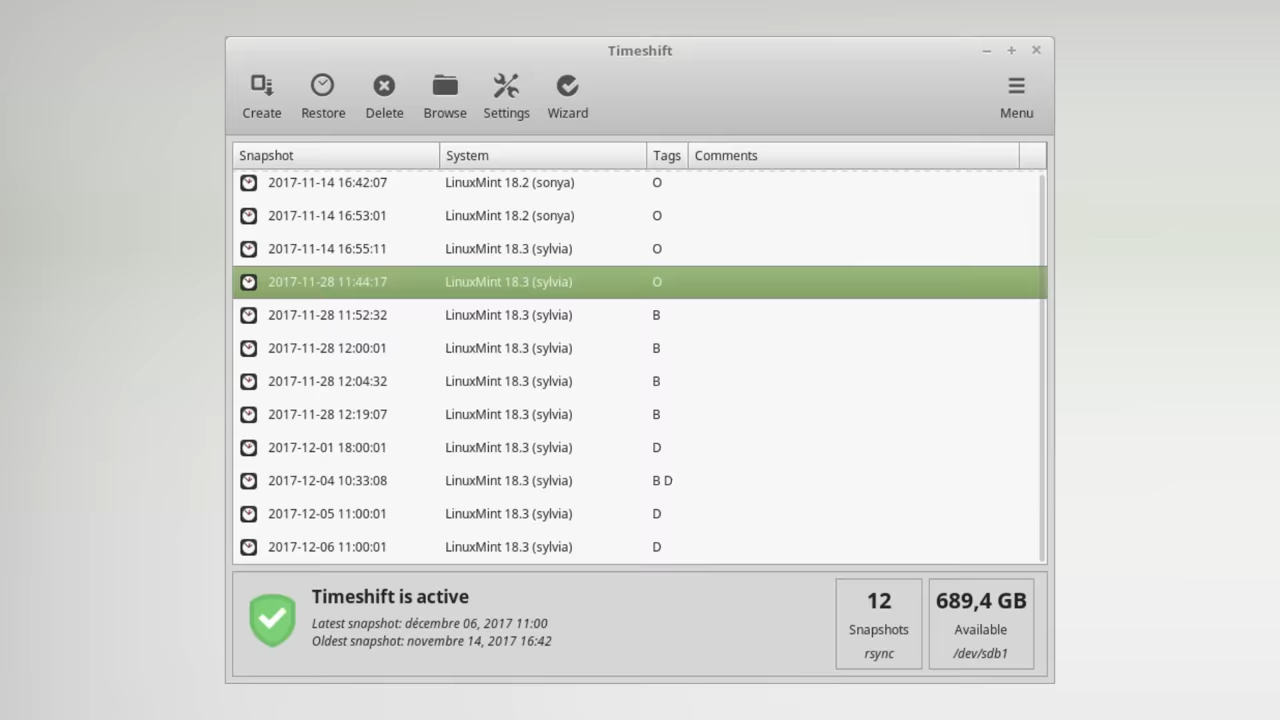 Timeshift
Create Restore Delete Browse Settings Wizard Menu
Snapshot System Tags Comments
2017-11-14 16:42:07 LinuxMint 18.2 (sonya) O
2017-11-14 16:53:01 LinuxMint 18.2 (sonya) O
2017-11-14 16:55:11 LinuxMint 18.3 (sylvia) O
2017-11-28 11:44:17 LinuxMint 18.3 (sylvia) O
2017-11-28 11:52:32 LinuxMint 18.3 (sylvia) B
2017-11-28 12:00:01 LinuxMint 18.3 (sylvia) B
2017-11-28 12:04:32 LinuxMint 18.3 (sylvia) B
2017-11-28 12:19:07 LinuxMint 18.3 (sylvia) B
2017-12-01 18:00:01 LinuxMint 18.3 (sylvia) D
2017-12-04 10:33:08 LinuxMint 18.3 (sylvia) B D
2017-12-05 11:00:01 LinuxMint 18.3 (sylvia) D
2017-12-06 11:00:01 LinuxMint 18.3 (sylvia) D
Timeshift is active
Latest snapshot: décembre 06, 2017 11:00
Oldest snapshot: novembre 14, 2017 16:42
12
Snapshots
rsync
689,4 GB
Available
/dev/sdb1